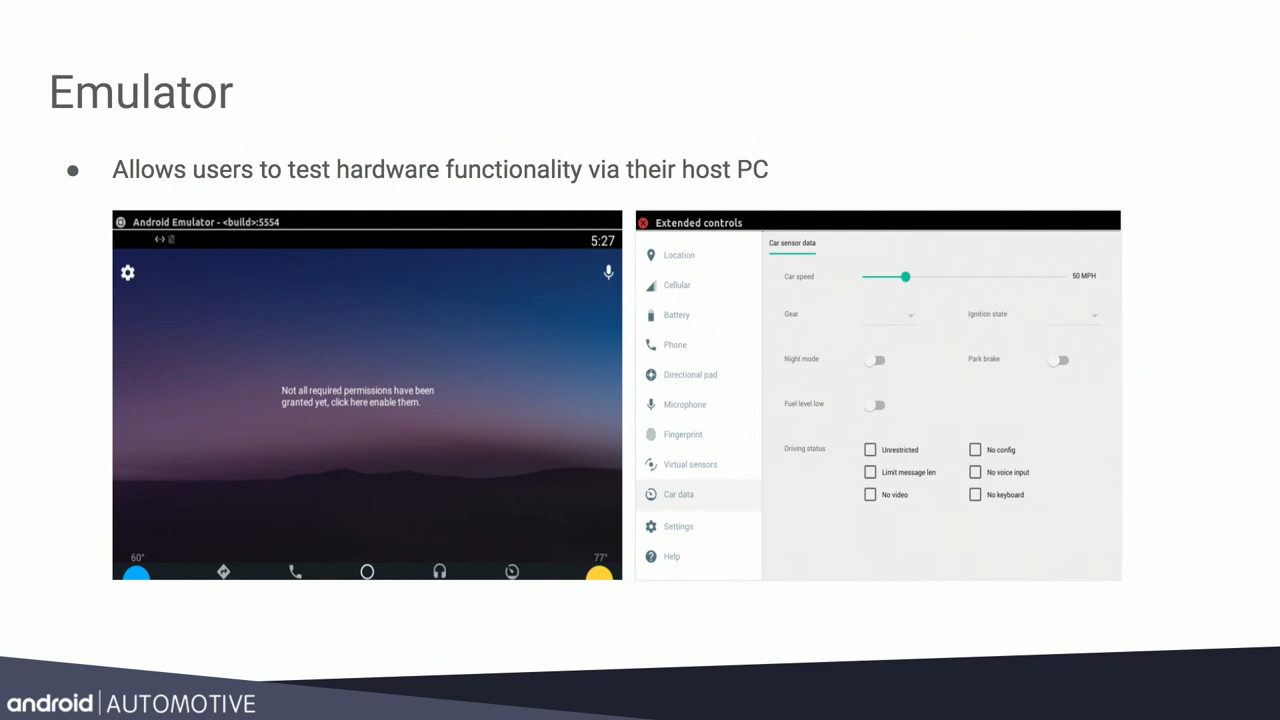 Emulator
● Allows users to test hardware functionality via their host PC
Android Emulator - <build>:5554
5:27
Not all required permissions have been
granted yet, click here enable them.
60°
77°
Extended controls
Location
Cellular
Battery
Phone
Directional pad
Microphone
Fingerprint
Virtual sensors
Car data
Settings
Help
Car sensor data
Car speed 50 MPH
Gear Ignition state
Night mode Park brake
Fuel level low
Driving status Unrestricted No config
Limit message len No voice input
No video No keyboard
android AUTOMOTIVE